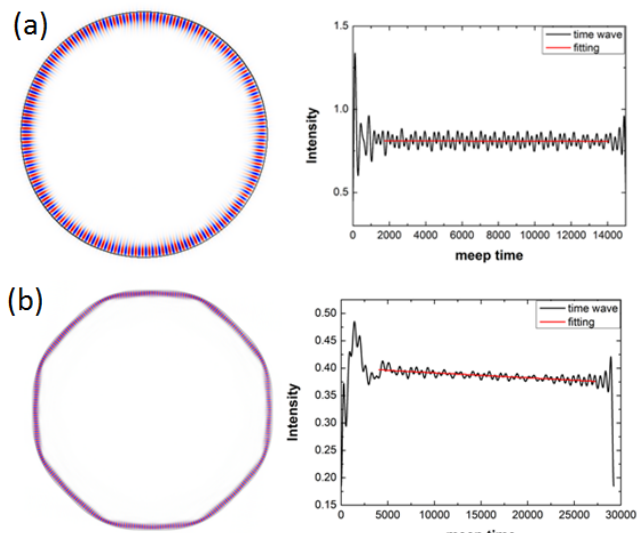 (a)
1.5
1.0
0.5
Intensity
time wave
fitting
0 2000 4000 6000 8000 10000 12000 14000
meep time
(b)
0.50
0.45
0.40
0.35
0.30
0.25
0.20
0.15
Intensity
time wave
fitting
0 5000 10000 15000 20000 25000 30000
meep time